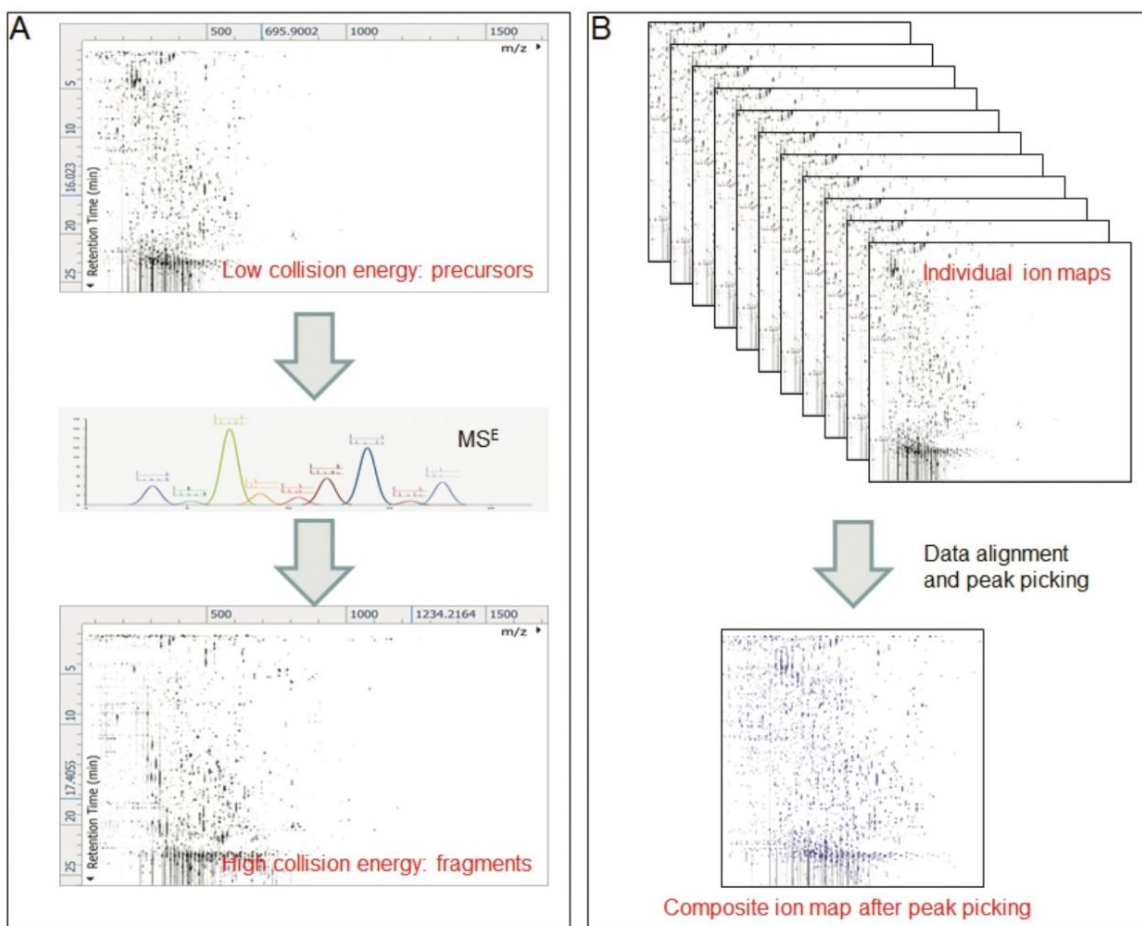 A
500 695.9002 1000 1500
m/z
5
10
16.023
20
25
Retention Time (min)
Low collision energy: precursors
MSᴱ
500 1000 1234.2164 1500
m/z
5
10
17.4055
20
25
Retention Time (min)
High collision energy: fragments
B
Individual ion maps
Data alignment
and peak picking
Composite ion map after peak picking